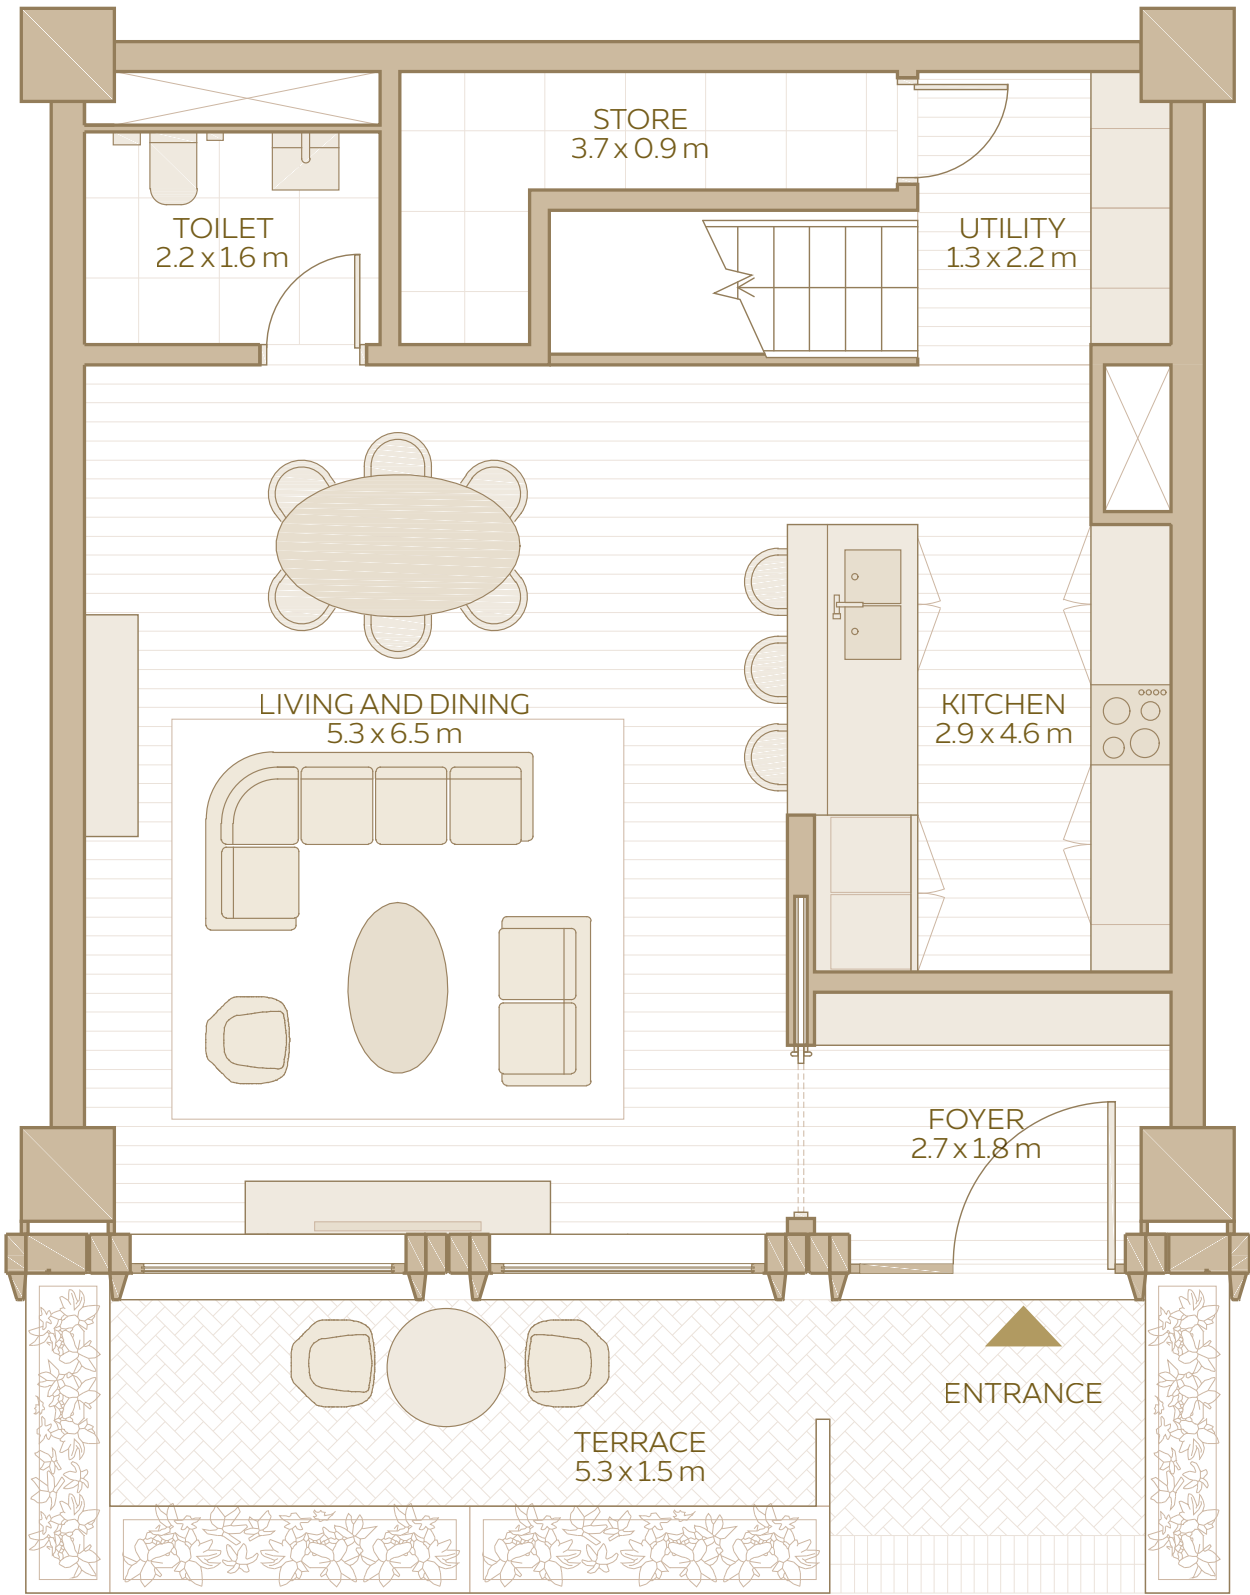 STORE
3.7 x 0.9 m
TOILET
2.2 x 1.6 m
UTILITY
1.3 x 2.2 m
LIVING AND DINING
5.3 x 6.5 m
KITCHEN
2.9 x 4.6 m
FOYER
2.7 x 1.8 m
ENTRANCE
TERRACE
5.3 x 1.5 m